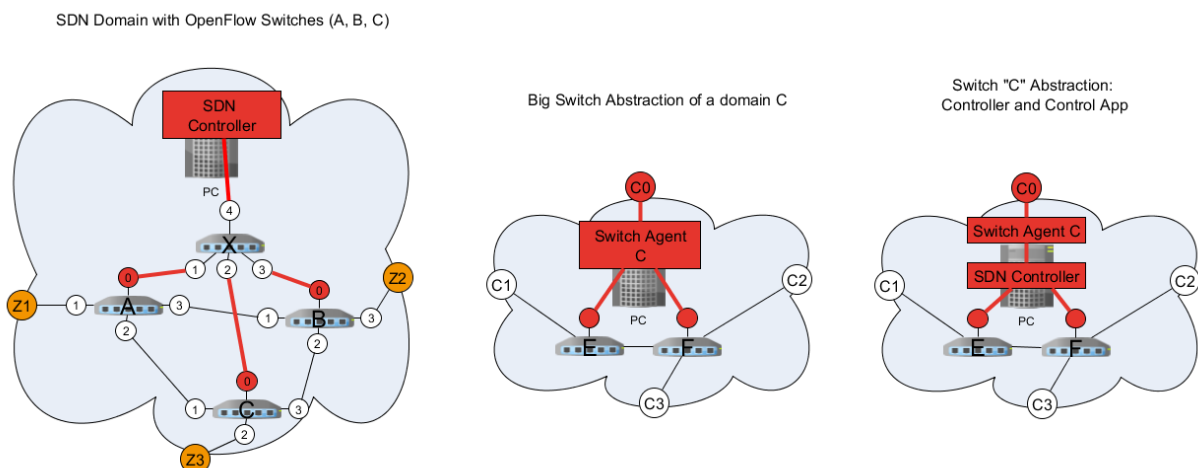 SDN Domain with OpenFlow Switches (A, B, C)
SDN
Controller
PC
4
X
1
2
3
0
0
Z2
Z1
1
A
3
1
B
3
2
2
0
1
C
3
2
Z3
Big Switch Abstraction of a domain C
C0
Switch Agent
C
C1
C2
PC
E
F
C3
Switch "C" Abstraction:
Controller and Control App
C0
Switch Agent C
SDN Controller
C1
C2
PC
E
F
C3